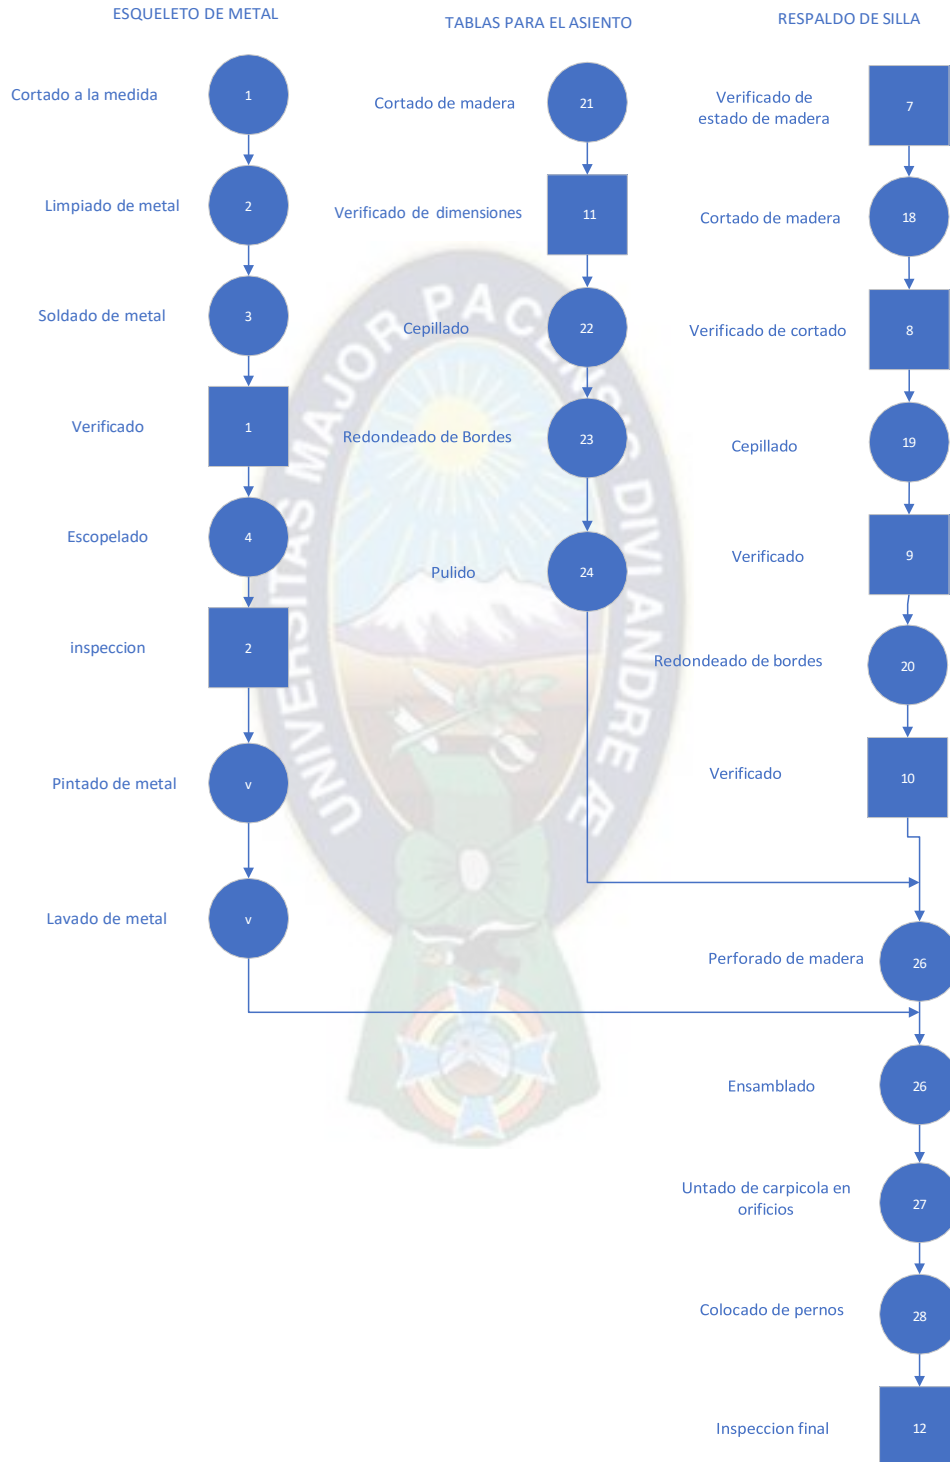 ESQUELETO DE METAL
Cortado a la medida
1
Limpiado de metal
2
Soldado de metal
3
Verificado
1
Escopelado
4
inspeccion
2
Pintado de metal
v
Lavado de metal
v
TABLAS PARA EL ASIENTO
Cortado de madera
21
Verificado de dimensiones
11
Cepillado
22
Redondeado de Bordes
23
Pulido
24
RESPALDO DE SILLA
Verificado de
estado de madera
7
Cortado de madera
18
Verificado de cortado
8
Cepillado
19
Verificado
9
Redondeado de bordes
20
Verificado
10
Perforado de madera
26
Ensamblado
26
Untado de carpicola en
orificios
27
Colocado de pernos
28
Inspeccion final
12
UNIVERSITAS MAJOR PACENSIS DIVI ANDRE Æ